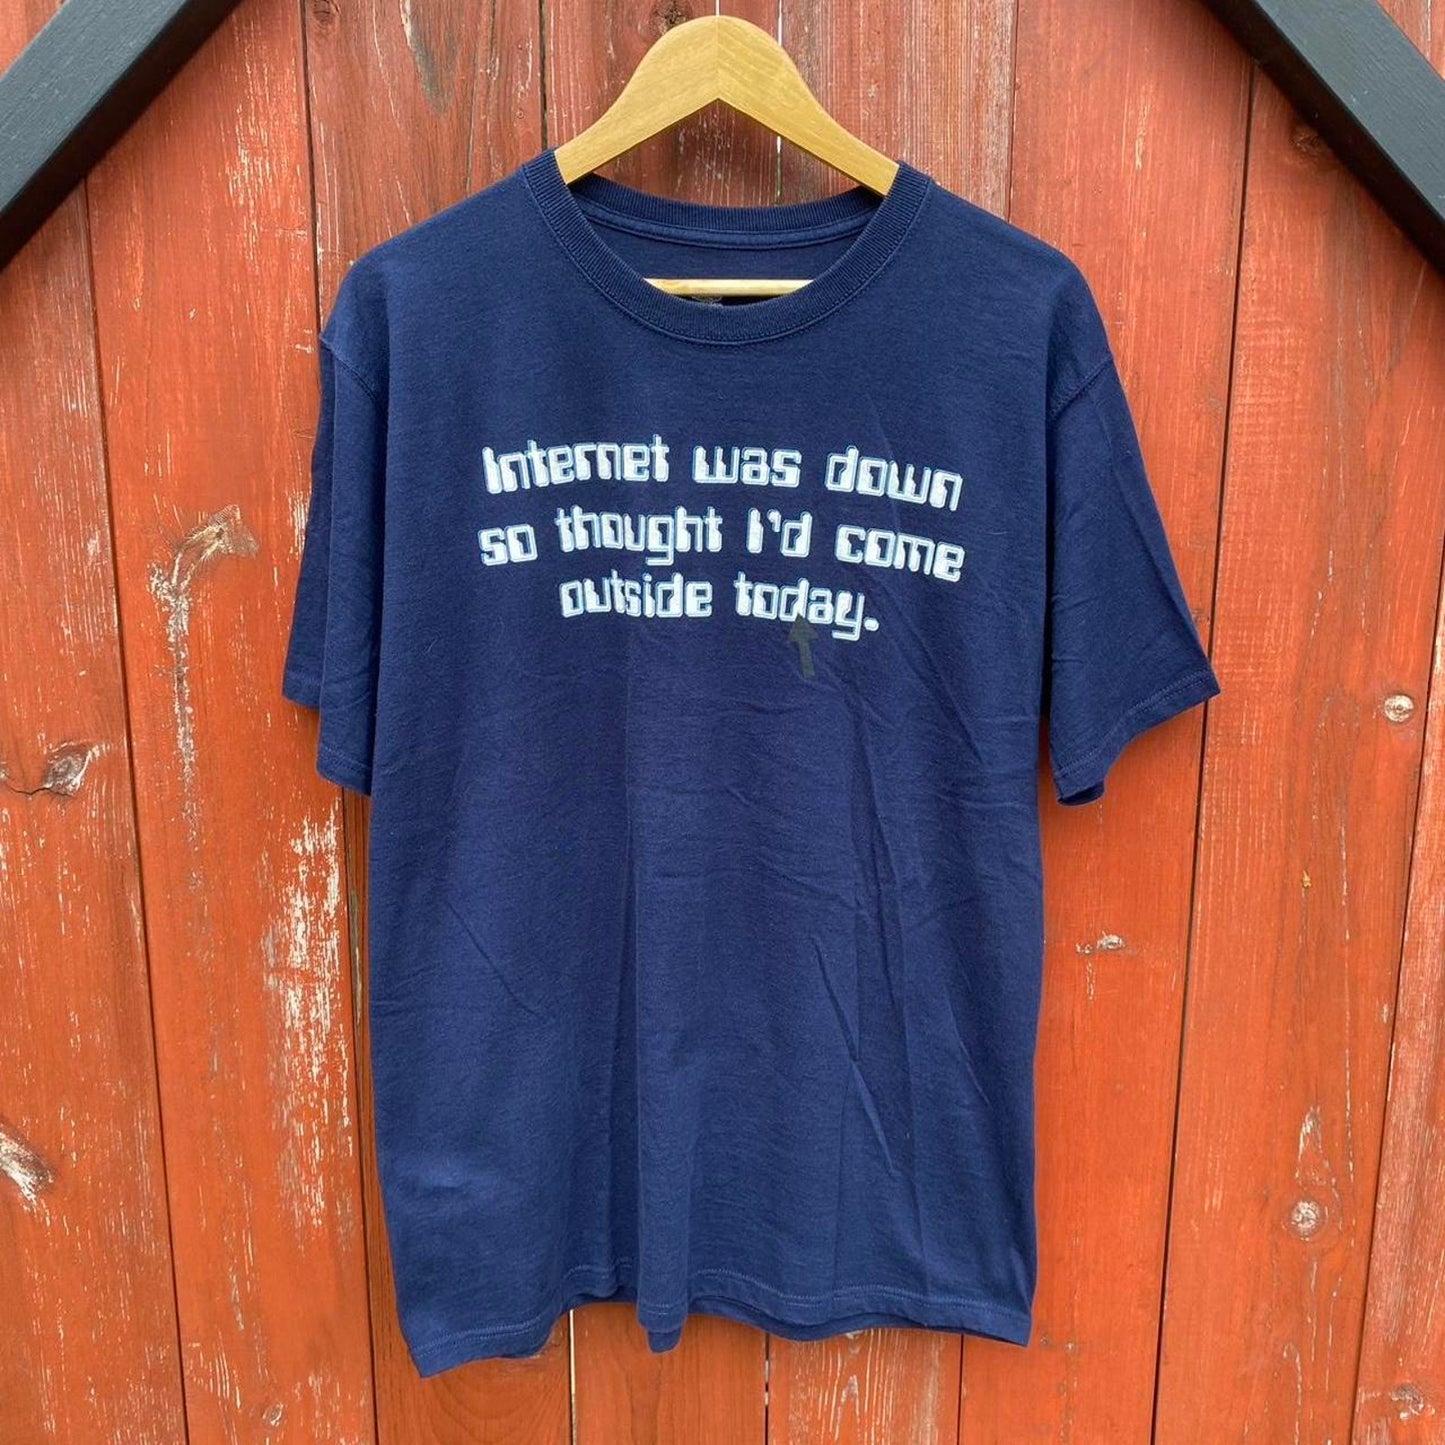 Internet was down
so thought I'd come
outside today.